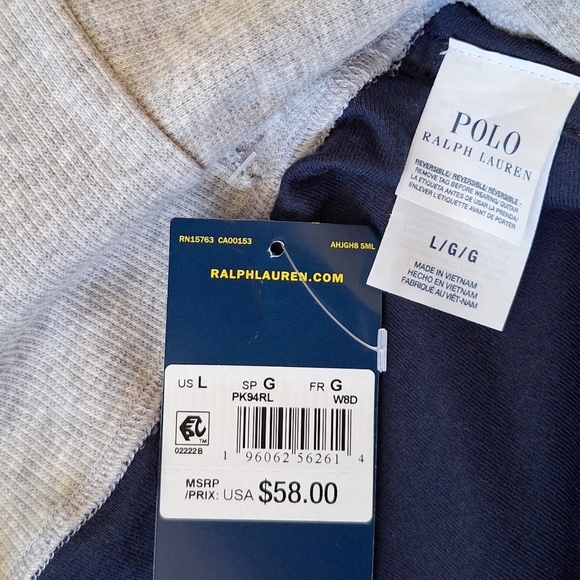 POLO
RALPH LAUREN
REVERSIBLE/ REVERSIBLE/ REVERSIBLE -
REMOVE TAG BEFORE WEARING/ QUITAR
LA ETIQUETA ANTES DE USAR LA PRENDA/
ENLEVER L'ÉTIQUETTE AVANT DE PORTER
L/G/G
MADE IN VIETNAM
HECHO EN VIETNAM
FABRIQUÉ AU VIÊT-NAM
RN15763 CA00153 AHJGH8 SML
RALPHLAUREN.COM
US L SP G FR G
PK94RL W8D
TM
02222B
1 96062 56261 4
MSRP
/PRIX: USA $58.00